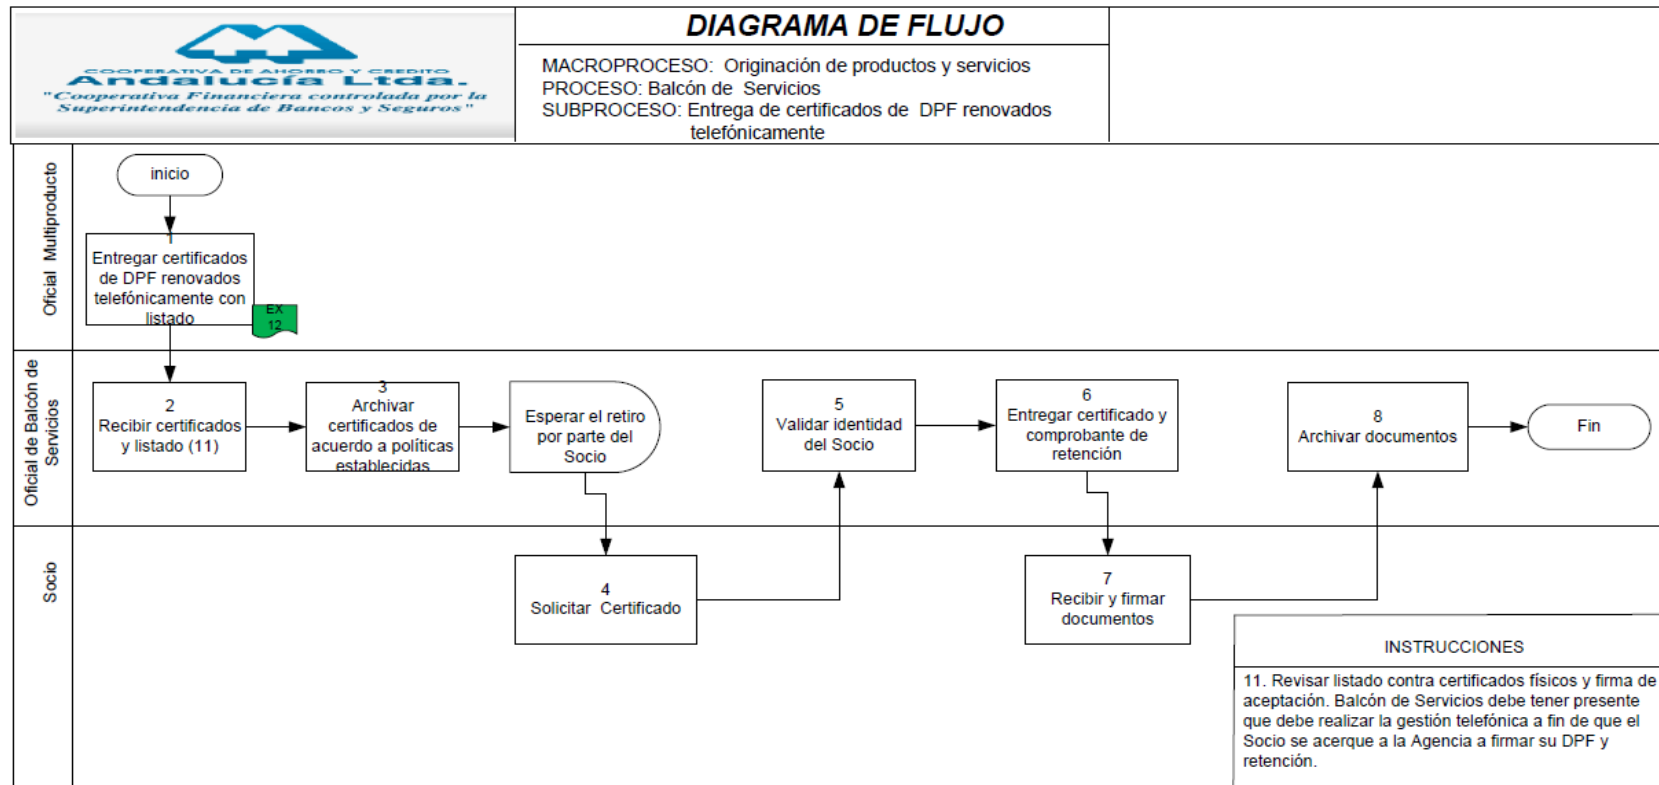 COOPERATIVA DE AHORRO Y CREDITO
Andalucía Ltda.
"Cooperativa Financiera controlada por la
Superintendencia de Bancos y Seguros"
DIAGRAMA DE FLUJO
MACROPROCESO: Originación de productos y servicios
PROCESO: Balcón de Servicios
SUBPROCESO: Entrega de certificados de DPF renovados
telefónicamente
Oficial Multiproducto
inicio
1
Entregar certificados
de DPF renovados
telefónicamente con
listado
EX
12
Oficial de Balcón de
Servicios
2
Recibir certificados
y listado (11)
3
Archivar
certificados de
acuerdo a políticas
establecidas
Esperar el retiro
por parte del
Socio
5
Validar identidad
del Socio
6
Entregar certificado y
comprobante de
retención
8
Archivar documentos
Fin
Socio
4
Solicitar Certificado
7
Recibir y firmar
documentos
INSTRUCCIONES
11. Revisar listado contra certificados físicos y firma de
aceptación. Balcón de Servicios debe tener presente
que debe realizar la gestión telefónica a fin de que el
Socio se acerque a la Agencia a firmar su DPF y
retención.